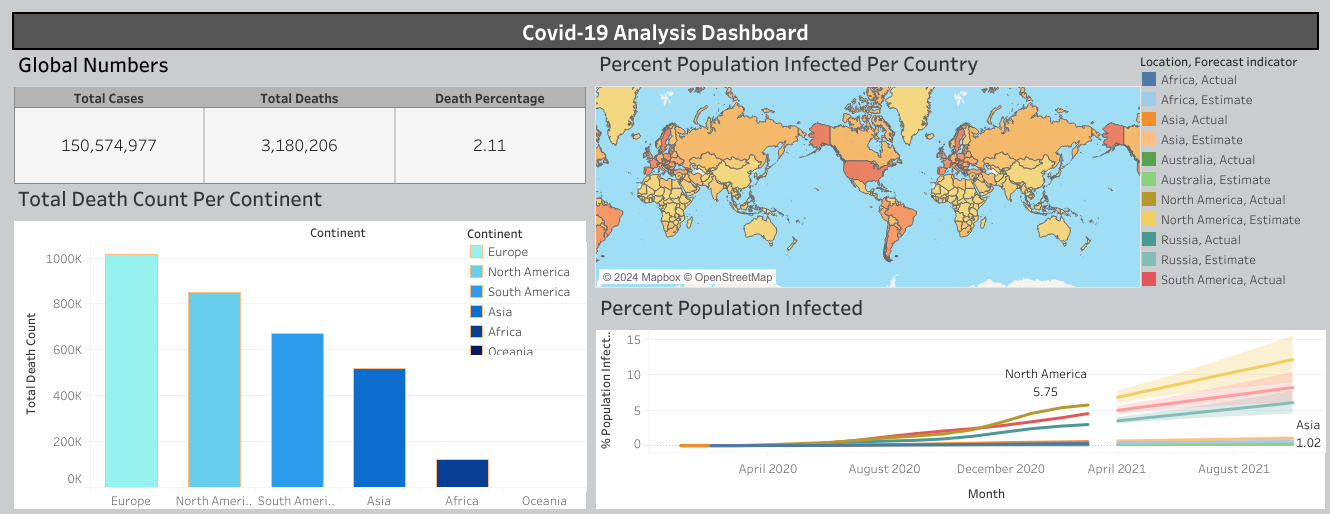 Covid-19 Analysis Dashboard
Global Numbers
Total Cases Total Deaths Death Percentage
150,574,977 3,180,206 2.11
Total Death Count Per Continent
Continent
Total Death Count
1000K
800K
600K
400K
200K
0K
Europe North Ameri.. South Ameri.. Asia Africa Oceania
Continent
Europe
North America
South America
Asia
Africa
Oceania
Percent Population Infected Per Country
© 2024 Mapbox © OpenStreetMap
Location, Forecast indicator
Africa, Actual
Africa, Estimate
Asia, Actual
Asia, Estimate
Australia, Actual
Australia, Estimate
North America, Actual
North America, Estimate
Russia, Actual
Russia, Estimate
South America, Actual
Percent Population Infected
% Population Infect..
15
10
5
0
North America
5.75
Asia
1.02
April 2020 August 2020 December 2020 April 2021 August 2021
Month